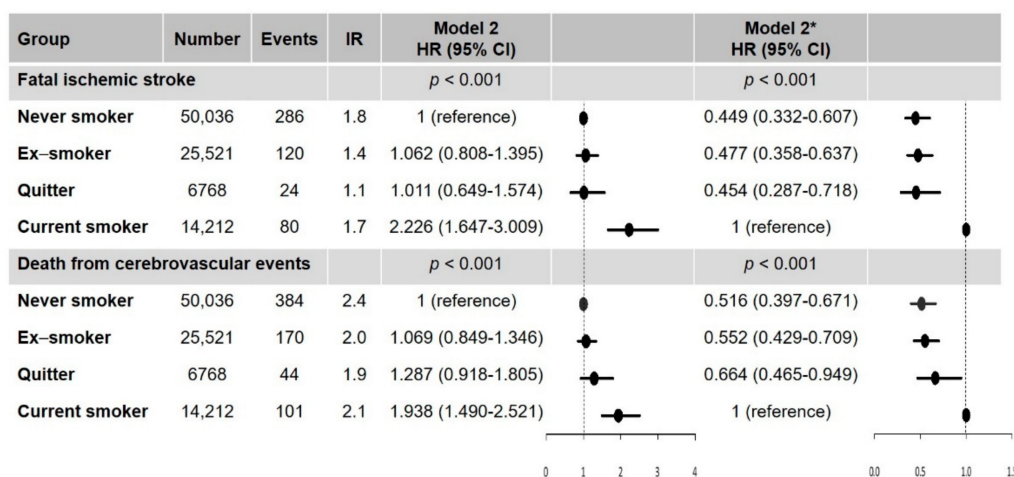 Group Number Events IR Model 2 HR (95% CI) Model 2* HR (95% CI)
Fatal ischemic stroke p < 0.001 p < 0.001
Never smoker 50,036 286 1.8 1 (reference) 0.449 (0.332-0.607)
Ex–smoker 25,521 120 1.4 1.062 (0.808-1.395) 0.477 (0.358-0.637)
Quitter 6768 24 1.1 1.011 (0.649-1.574) 0.454 (0.287-0.718)
Current smoker 14,212 80 1.7 2.226 (1.647-3.009) 1 (reference)
Death from cerebrovascular events p < 0.001 p < 0.001
Never smoker 50,036 384 2.4 1 (reference) 0.516 (0.397-0.671)
Ex–smoker 25,521 170 2.0 1.069 (0.849-1.346) 0.552 (0.429-0.709)
Quitter 6768 44 1.9 1.287 (0.918-1.805) 0.664 (0.465-0.949)
Current smoker 14,212 101 2.1 1.938 (1.490-2.521) 1 (reference)
0 1 2 3 4 0.0 0.5 1.0